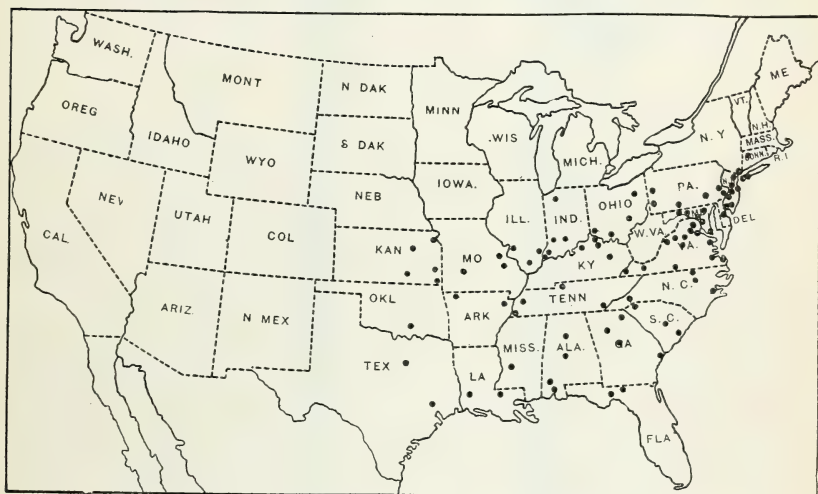 WASH.
MONT
N DAK
MINN
ME
OREG
IDAHO
S DAK
WIS
MICH.
N.Y
VT.
N.H.
MASS.
CONN.
R.I
WYO
NEB
IOWA.
NEV
UTAH
COL
ILL.
IND.
OHIO
PA.
DEL
CAL
KAN
MO
W.VA
VA.
KY
ARIZ.
N MEX
OKL
ARK
TENN
N. C.
S. C.
TEX
LA
MISS.
ALA.
GA
FLA